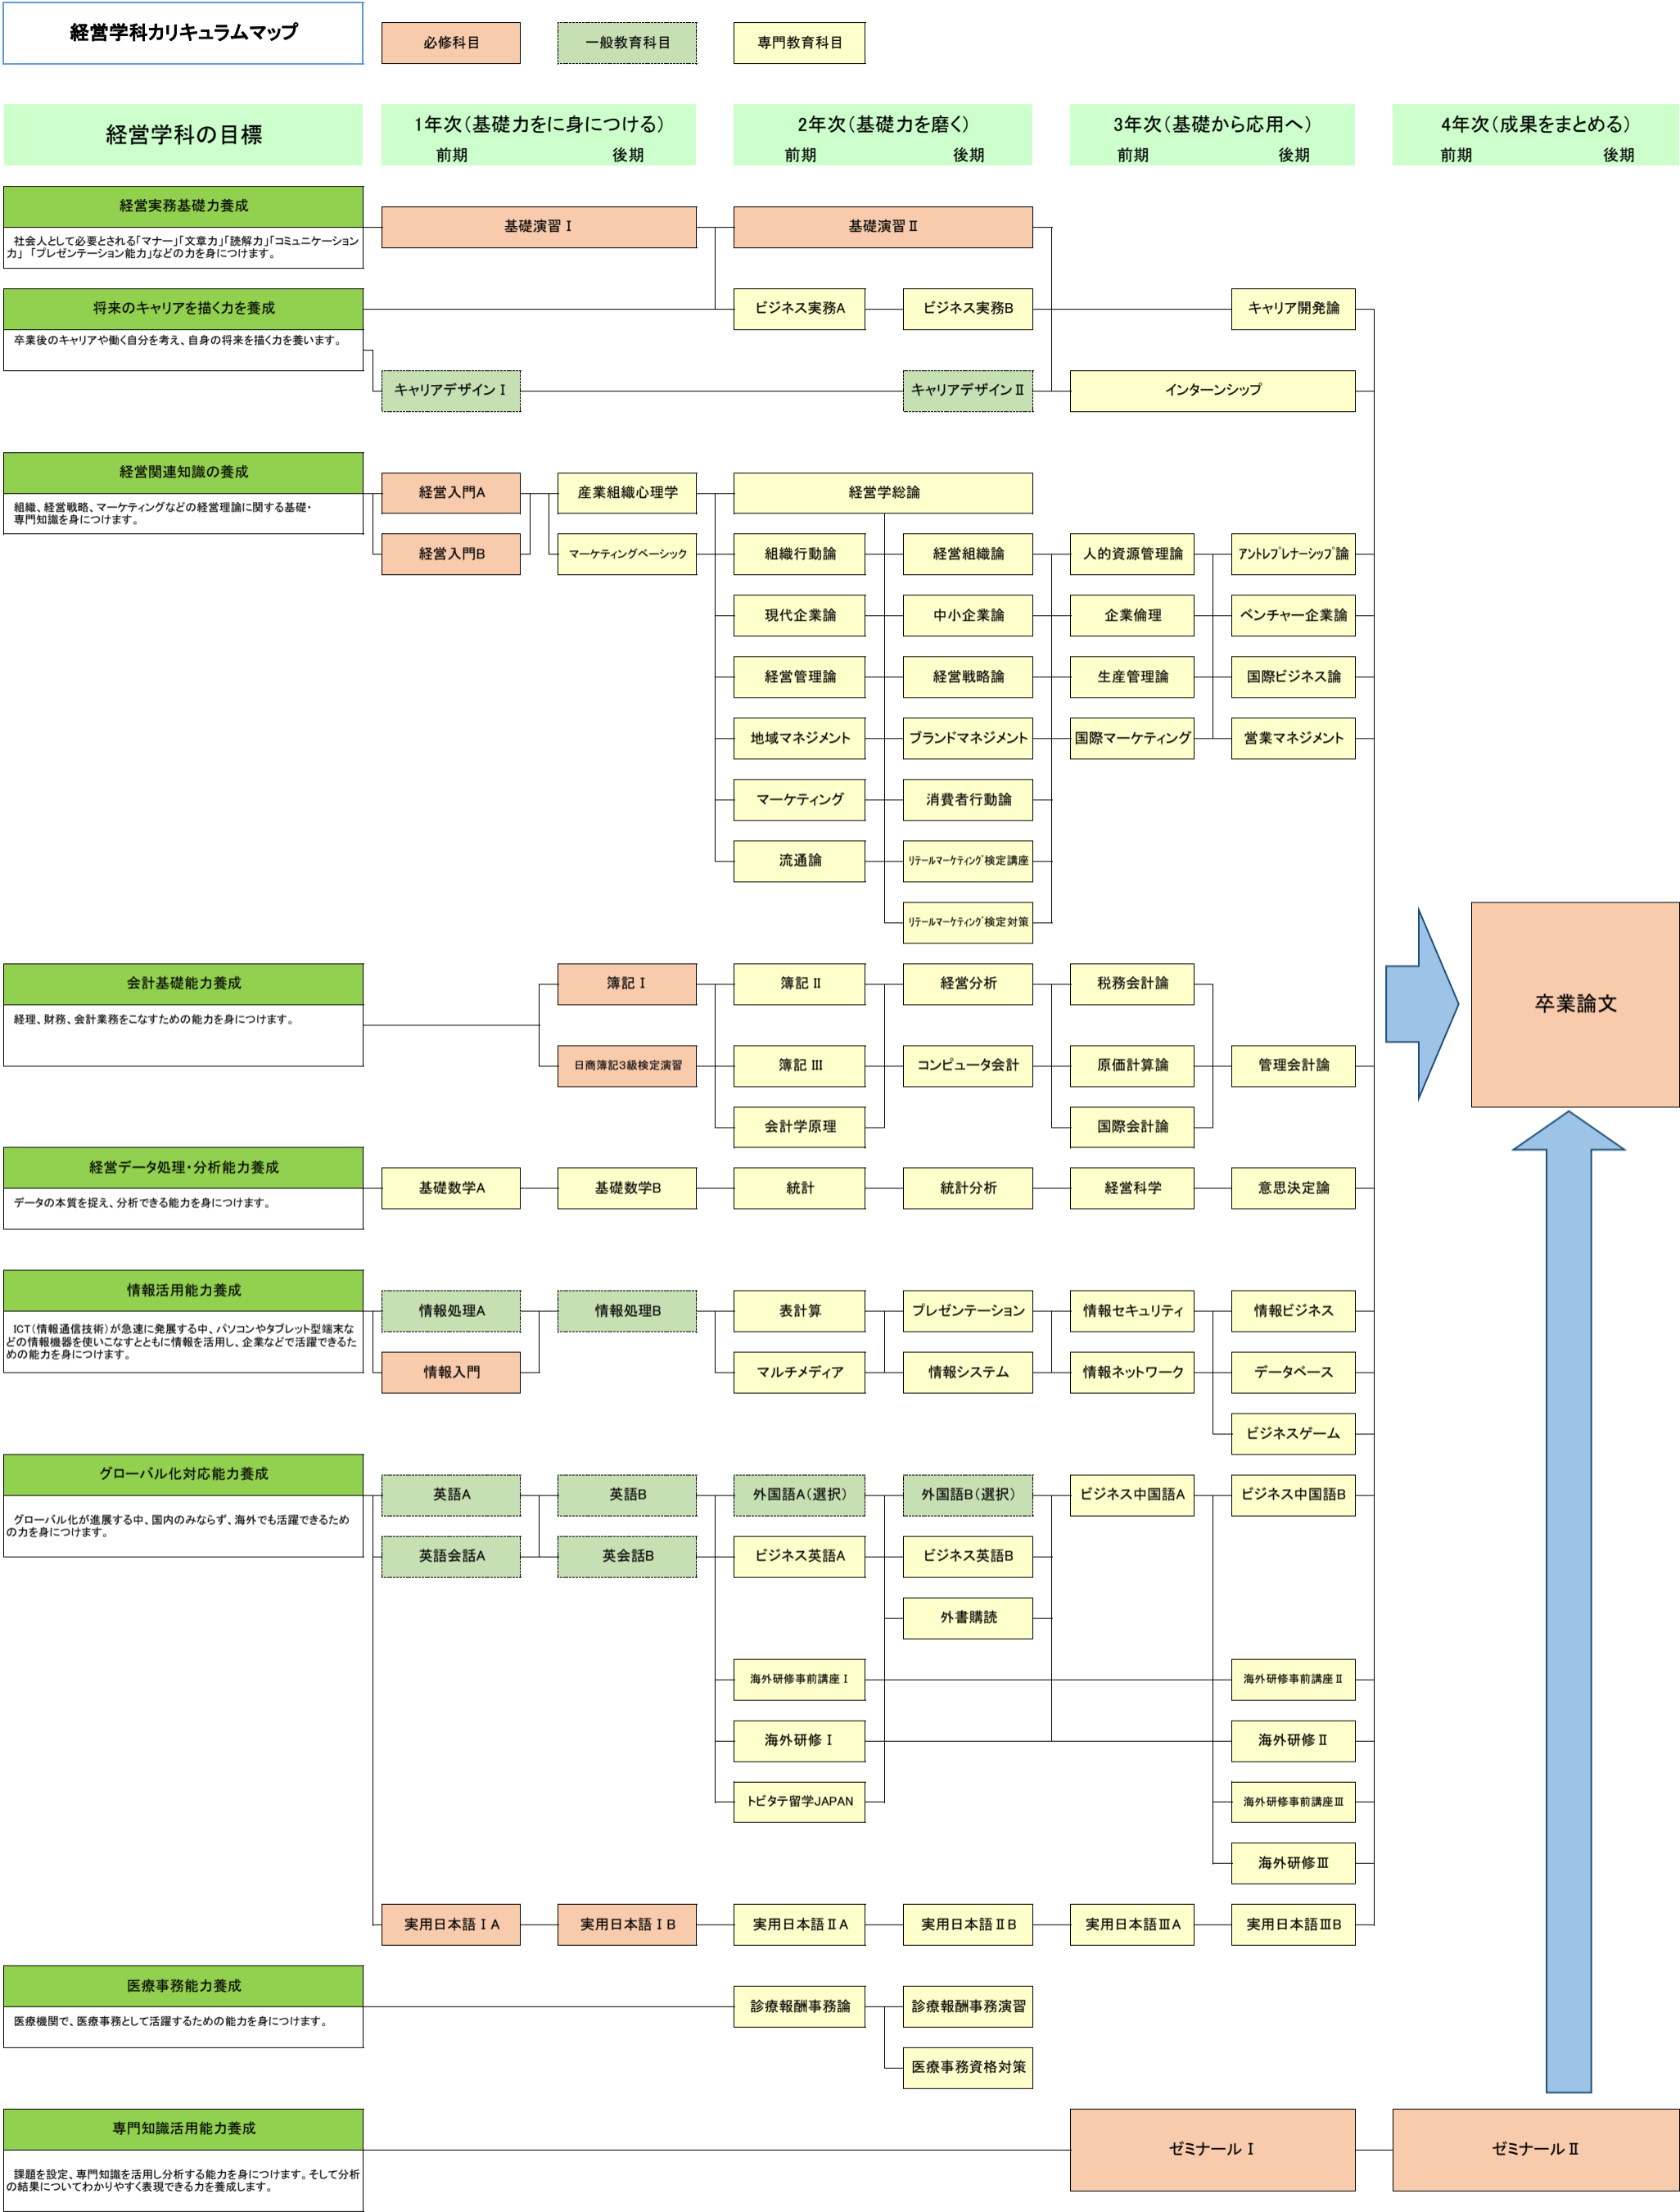 経営学科カリキュラムマップ
必修科目
一般教育科目
専門教育科目
経営学科の目標
1年次（基礎力をに身につける）
2年次（基礎力を磨く）
3年次（基礎から応用へ）
4年次（成果をまとめる）
前期 後期 前期 後期 前期 後期 前期 後期
経営実務基礎力養成
社会人として必要とされる「マナー」「文章力」「読解力」「コミュニケーション
力」「プレゼンテーション能力」などの力を身につけます。
基礎演習Ⅰ
基礎演習Ⅱ
将来のキャリアを描く力を養成
卒業後のキャリアや働く自分を考え、自身の将来を描く力を養います。
ビジネス実務A
ビジネス実務B
キャリア開発論
キャリアデザインⅠ
キャリアデザインⅡ
インターンシップ
経営関連知識の養成
組織、経営戦略、マーケティングなどの経営理論に関する基礎・
専門知識を身につけます。
経営入門A
産業組織心理学
経営学総論
経営入門B
マーケティングベーシック
組織行動論
経営組織論
人的資源管理論
アントレプレナーシップ論
現代企業論
中小企業論
企業倫理
ベンチャー企業論
経営管理論
経営戦略論
生産管理論
国際ビジネス論
地域マネジメント
ブランドマネジメント
国際マーケティング
営業マネジメント
マーケティング
消費者行動論
流通論
リテールマーケティング検定講座
リテールマーケティング検定対策
会計基礎能力養成
経理、財務、会計業務をこなすための能力を身につけます。
簿記Ⅰ
簿記Ⅱ
経営分析
税務会計論
日商簿記3級検定演習
簿記Ⅲ
コンピュータ会計
原価計算論
管理会計論
会計学原理
国際会計論
卒業論文
経営データ処理・分析能力養成
データの本質を捉え、分析できる能力を身につけます。
基礎数学A
基礎数学B
統計
統計分析
経営科学
意思決定論
情報活用能力養成
ICT（情報通信技術）が急速に発展する中、パソコンやタブレット型端末な
どの情報機器を使いこなすとともに情報を活用し、企業などで活躍できるた
めの能力を身につけます。
情報処理A
情報処理B
表計算
プレゼンテーション
情報セキュリティ
情報ビジネス
情報入門
マルチメディア
情報システム
情報ネットワーク
データベース
ビジネスゲーム
グローバル化対応能力養成
グローバル化が進展する中、国内のみならず、海外でも活躍できるため
の力を身につけます。
英語A
英語B
外国語A（選択）
外国語B（選択）
ビジネス中国語A
ビジネス中国語B
英語会話A
英会話B
ビジネス英語A
ビジネス英語B
外書購読
海外研修事前講座Ⅰ
海外研修事前講座Ⅱ
海外研修Ⅰ
海外研修Ⅱ
トビタテ留学JAPAN
海外研修事前講座Ⅲ
海外研修Ⅲ
実用日本語ⅠA
実用日本語ⅠB
実用日本語ⅡA
実用日本語ⅡB
実用日本語ⅢA
実用日本語ⅢB
医療事務能力養成
医療機関で、医療事務として活躍するための能力を身につけます。
診療報酬事務論
診療報酬事務演習
医療事務資格対策
専門知識活用能力養成
課題を設定、専門知識を活用し分析する能力を身につけます。そして分析
の結果についてわかりやすく表現できる力を養成します。
ゼミナールⅠ
ゼミナールⅡ